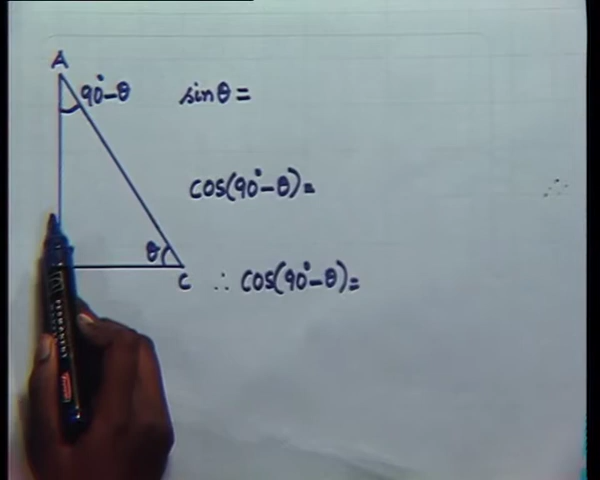 A
90°-θ
sinθ =
cos(90°-θ)=
θ
C
∴ cos(90°-θ)=